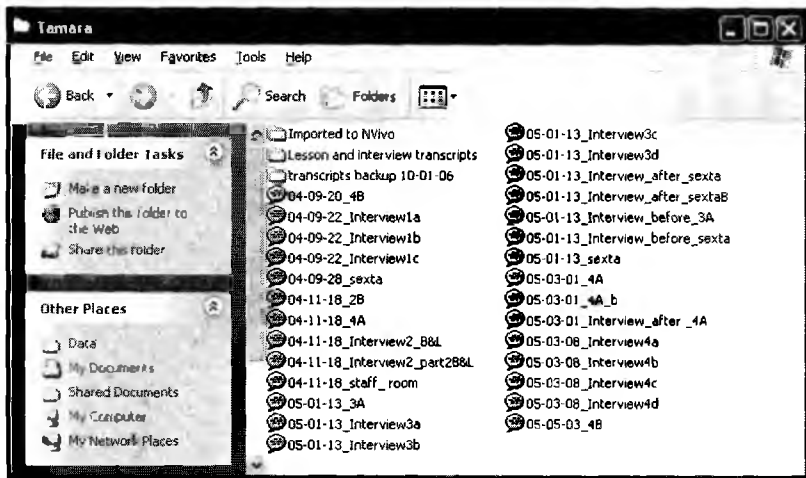 Tamara
File Edit View Favorites Tools Help
Back Search Folders
File and Folder Tasks
Make a new folder
Publish this folder to
the Web
Share this folder
Other Places
Data
My Documents
Shared Documents
My Computer
My Network Places
Imported to NVivo
Lesson and interview transcripts
transcripts backup 10-01-06
04-09-20_4B
04-09-22_Interview1a
04-09-22_Interview1b
04-09-22_Interview1c
04-09-28_sexta
04-11-18_2B
04-11-18_4A
04-11-18_Interview2_B&L
04-11-18_Interview2_part2B&L
04-11-18_staff_room
05-01-13_3A
05-01-13_Interview3a
05-01-13_Interview3b
05-01-13_Interview3c
05-01-13_Interview3d
05-01-13_Interview_after_sexta
05-01-13_Interview_after_sextaB
05-01-13_Interview_before_3A
05-01-13_Interview_before_sexta
05-01-13_sexta
05-03-01_4A
05-03-01_4A_b
05-03-01_Interview_after _4A
05-03-08_Interview4a
05-03-08_Interview4b
05-03-08_Interview4c
05-03-08_Interview4d
05-05-03_4B